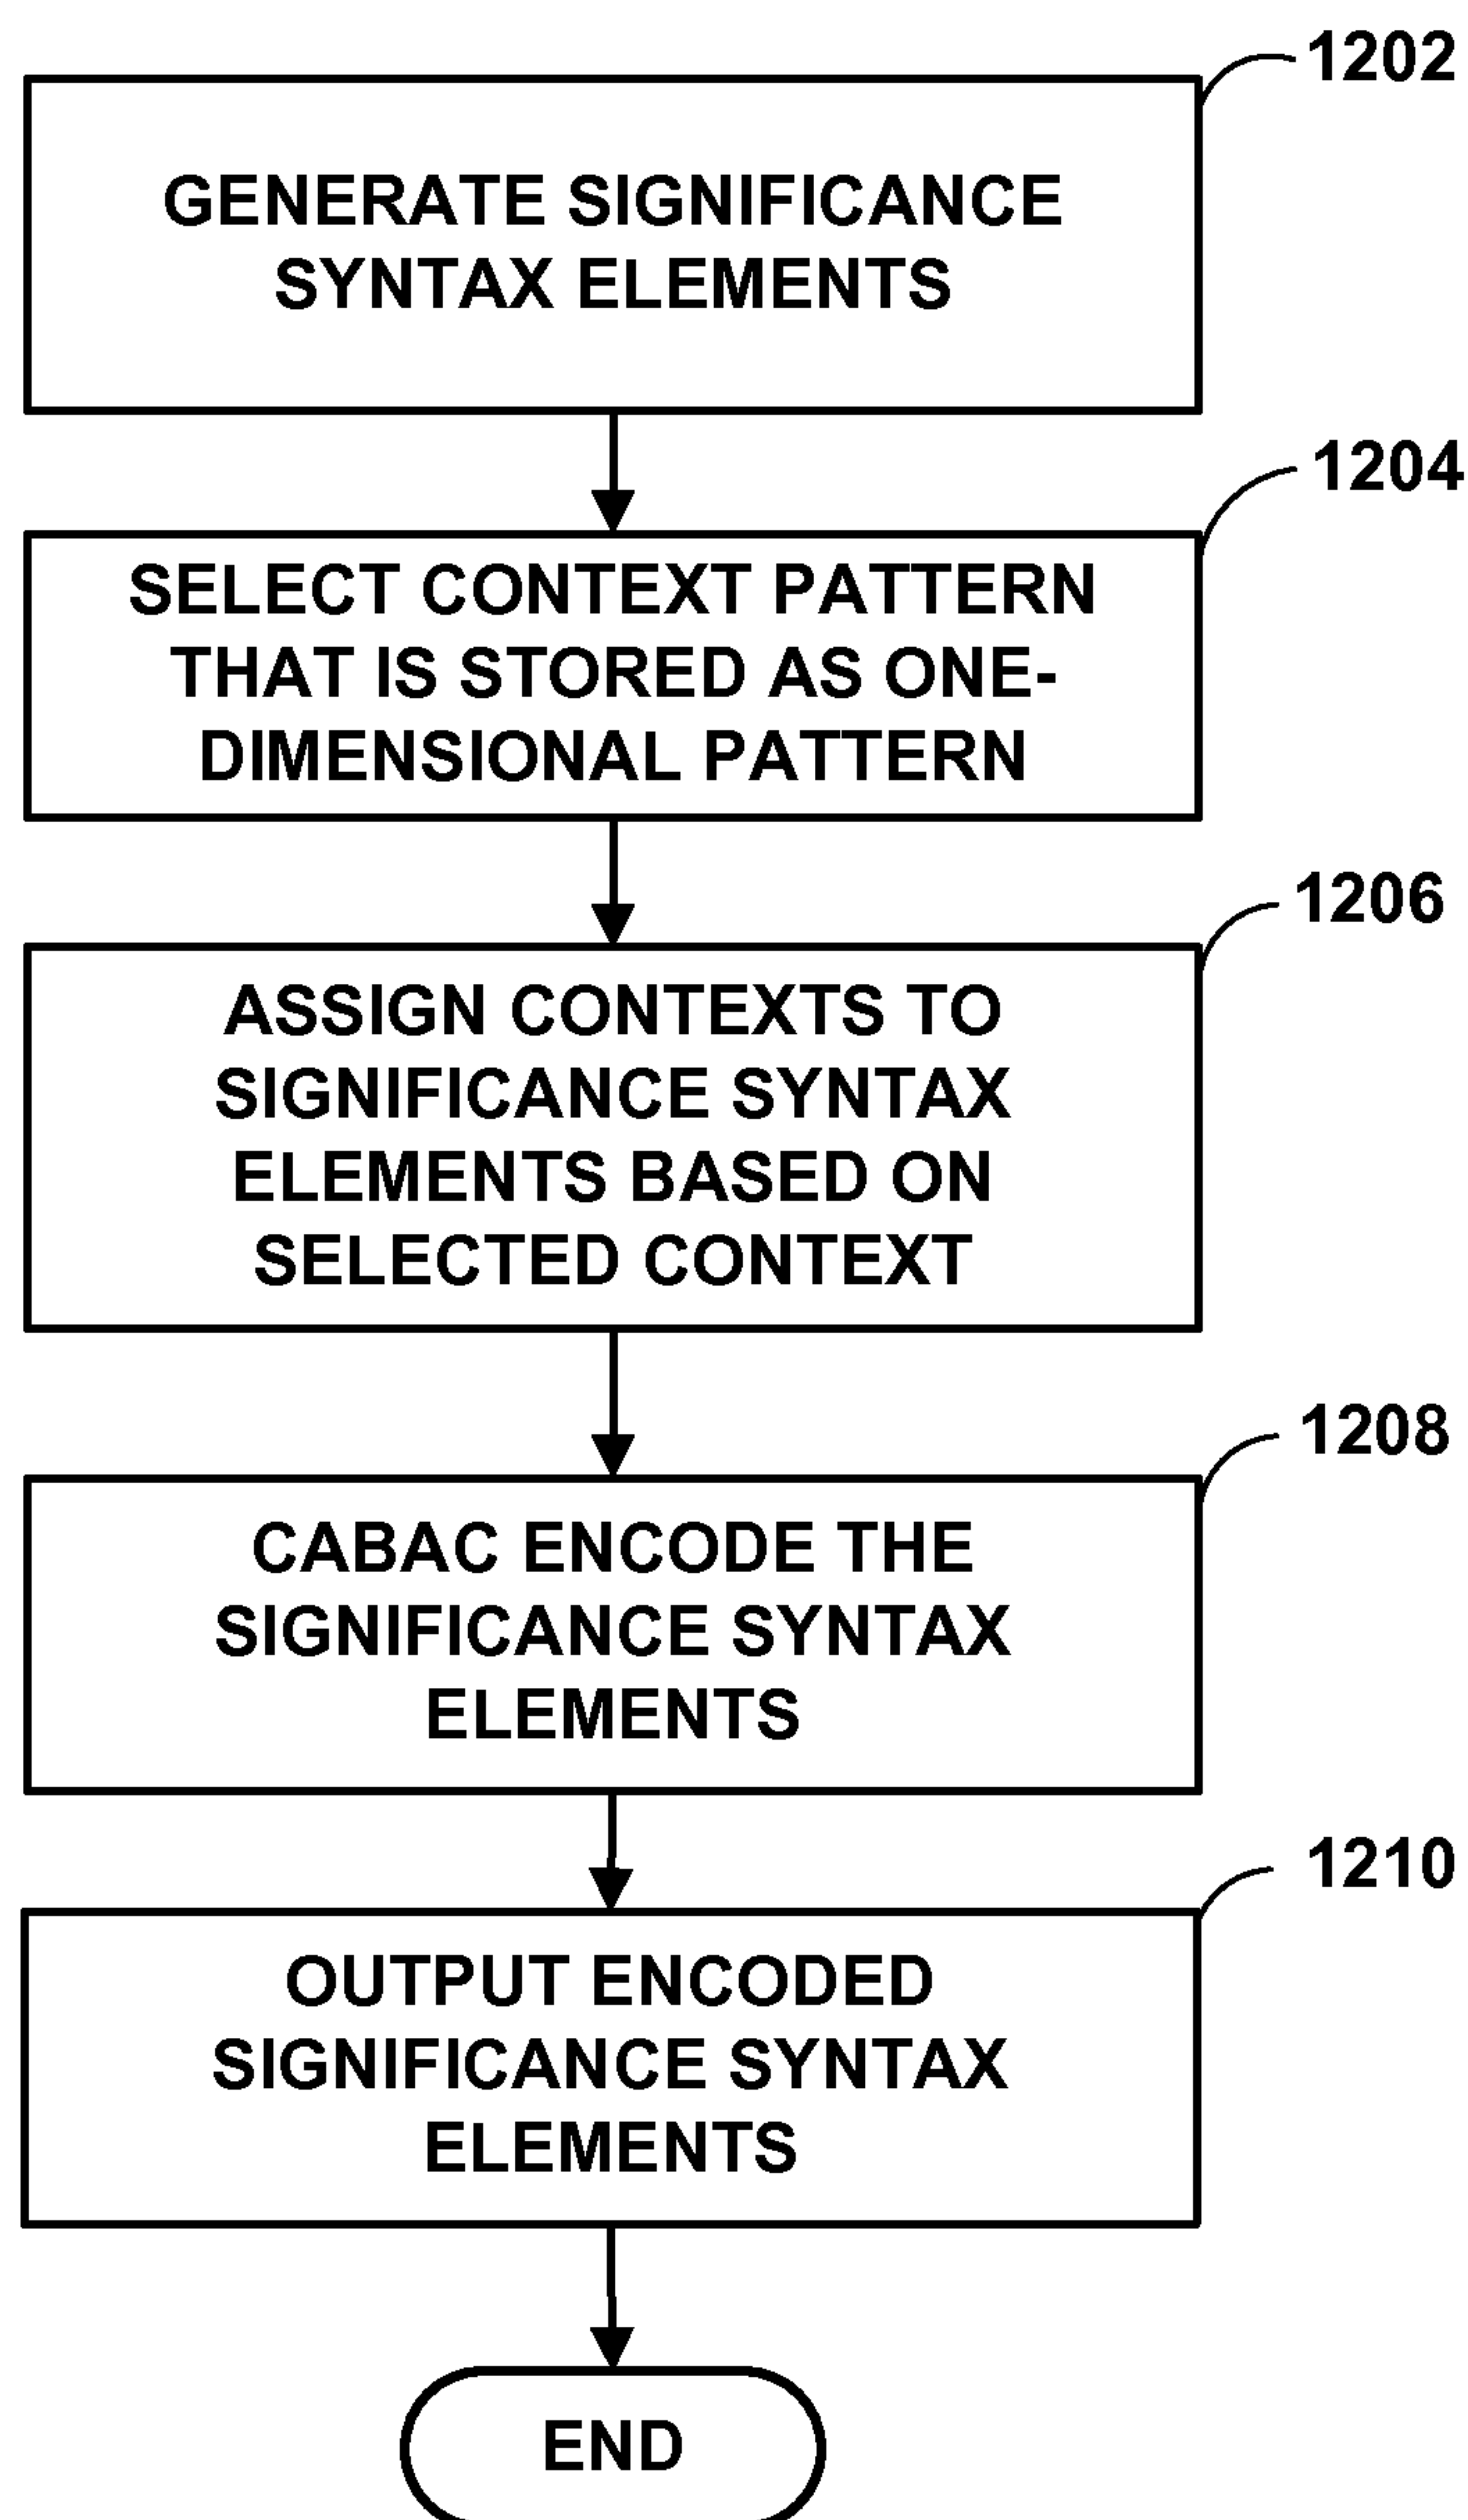 1202
GENERATE SIGNIFICANCE
SYNTAX ELEMENTS
1204
SELECT CONTEXT PATTERN
THAT IS STORED AS ONE-
DIMENSIONAL PATTERN
1206
ASSIGN CONTEXTS TO
SIGNIFICANCE SYNTAX
ELEMENTS BASED ON
SELECTED CONTEXT
1208
CABAC ENCODE THE
SIGNIFICANCE SYNTAX
ELEMENTS
1210
OUTPUT ENCODED
SIGNIFICANCE SYNTAX
ELEMENTS
END